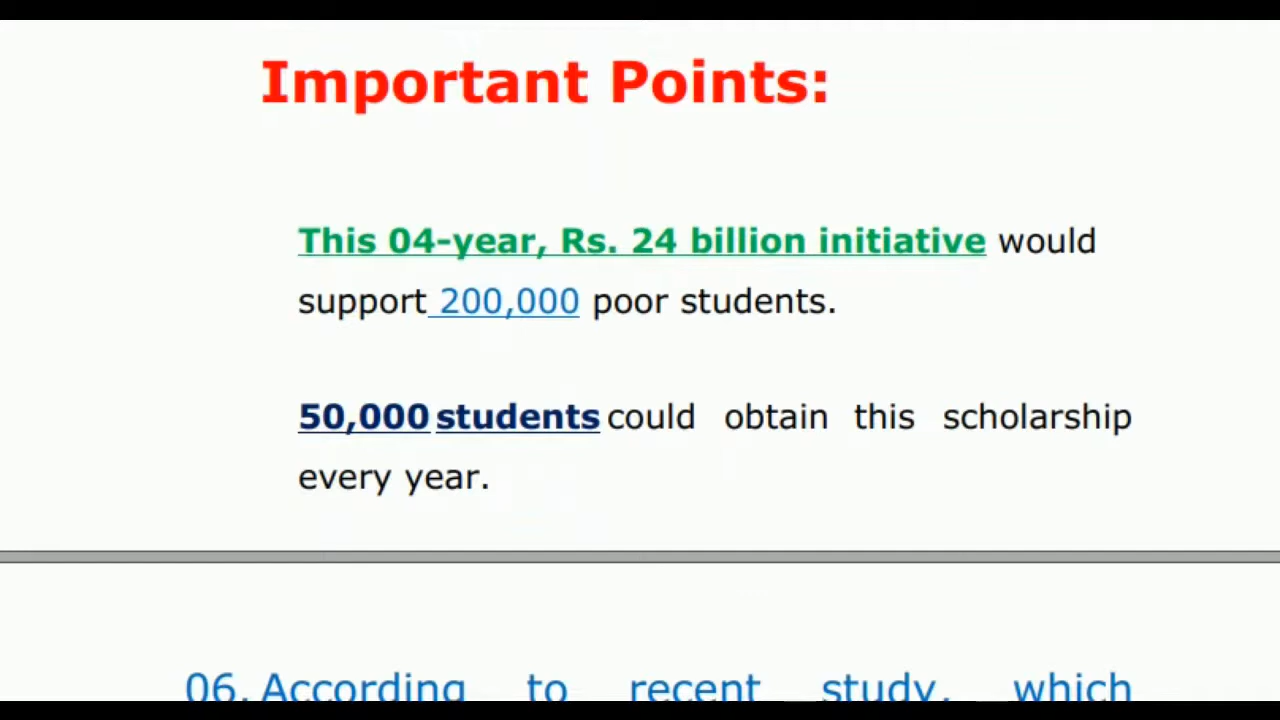 Important Points:
This 04-year, Rs. 24 billion initiative would
support 200,000 poor students.
50,000 students could obtain this scholarship
every year.
06. According to recent study, which